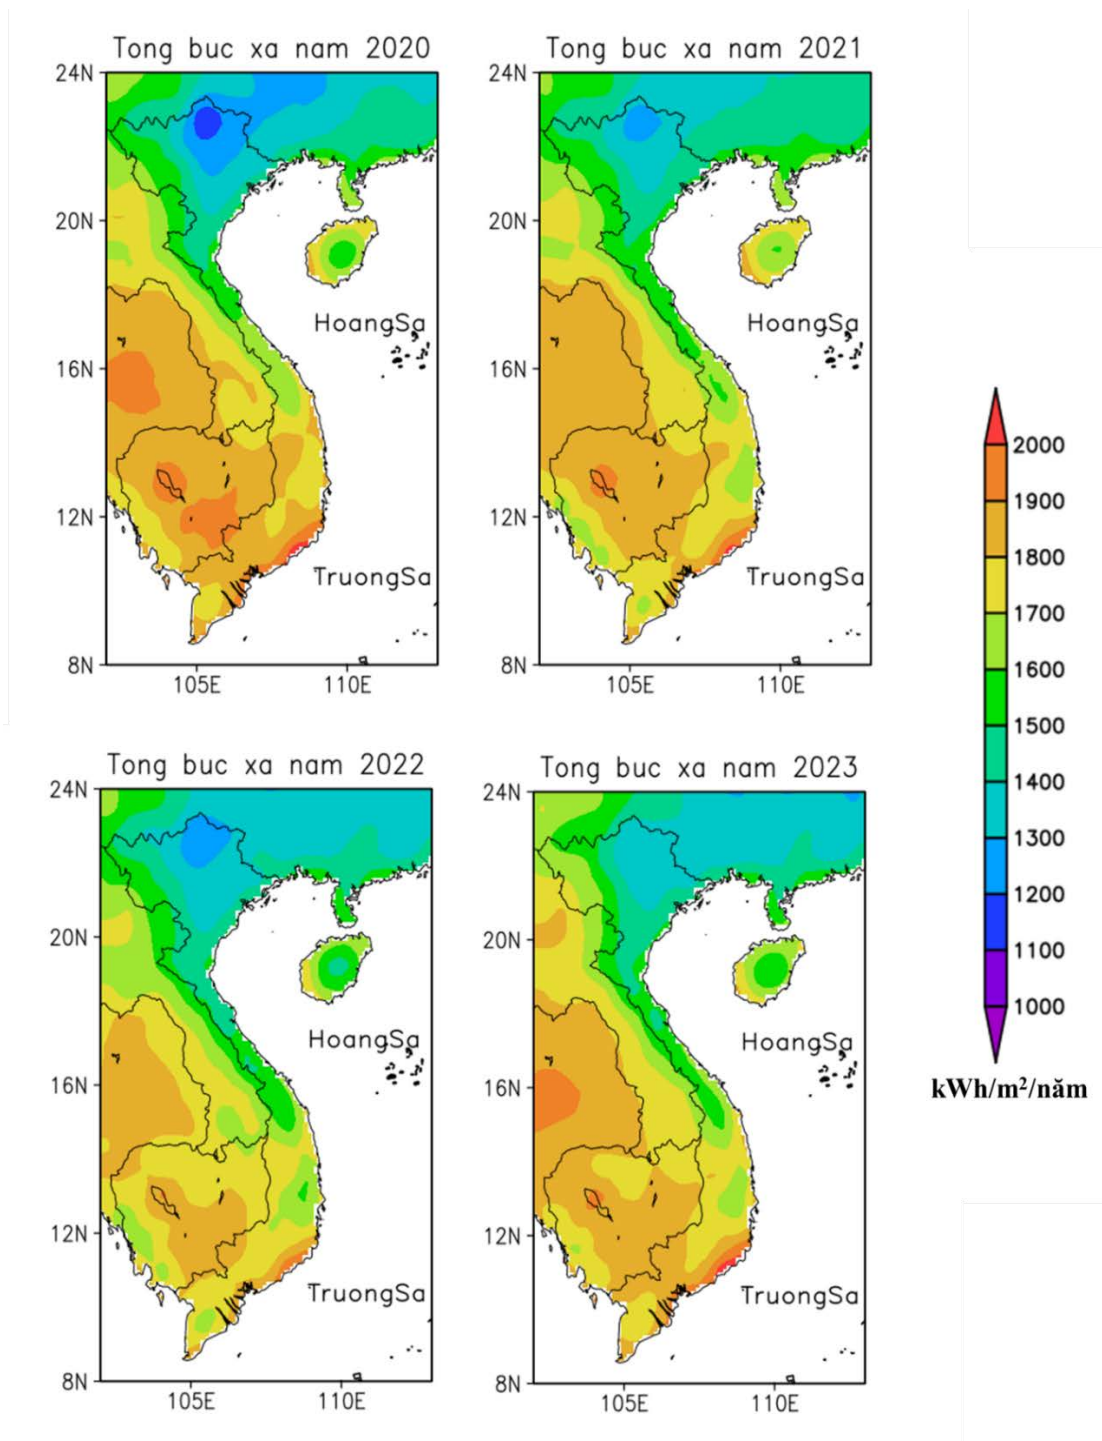 Tong buc xa nam 2020
24N
20N
16N
12N
8N
105E
110E
HoangSa
TruongSa
Tong buc xa nam 2021
24N
20N
16N
12N
8N
105E
110E
HoangSa
TruongSa
2000
1900
1800
1700
1600
1500
1400
1300
1200
1100
1000
kWh/m²/năm
Tong buc xa nam 2022
24N
20N
16N
12N
8N
105E
110E
HoangSa
TruongSa
Tong buc xa nam 2023
24N
20N
16N
12N
8N
105E
110E
HoangSa
TruongSa